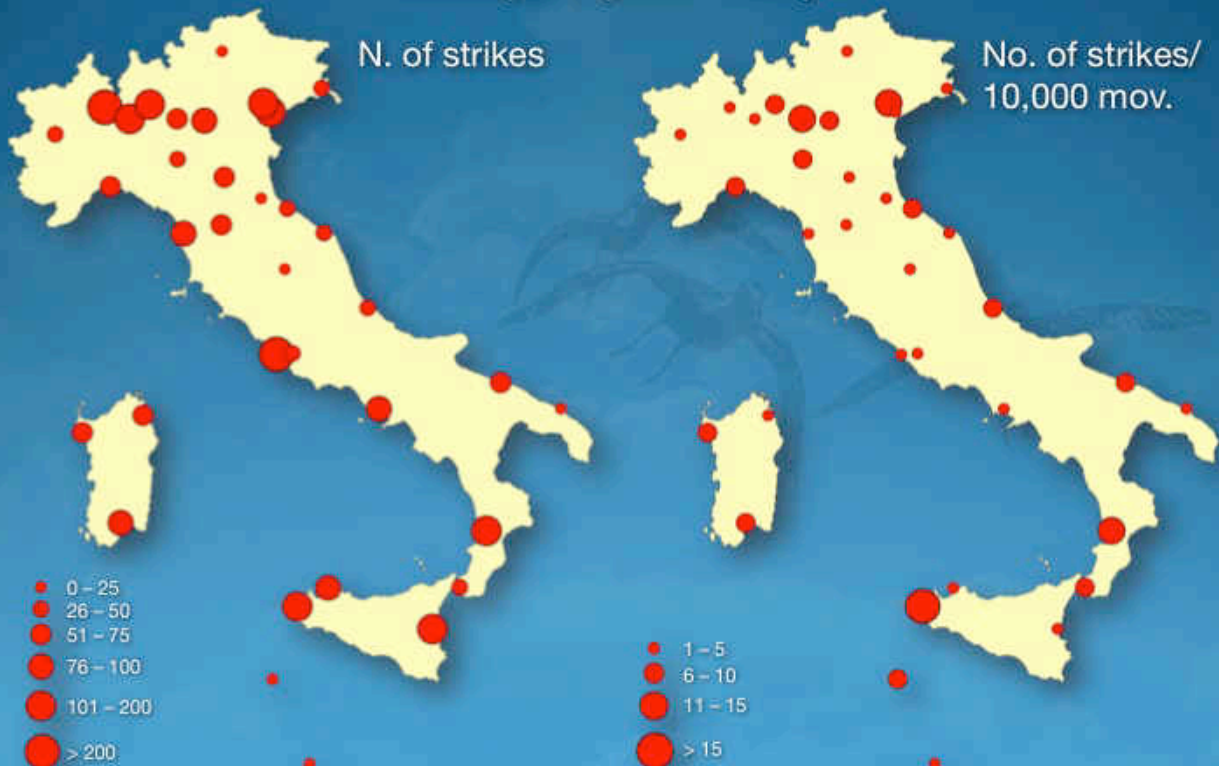 N. of strikes
No. of strikes/
10,000 mov.
0 – 25
26 – 50
51 – 75
76 – 100
101 – 200
> 200
1 – 5
6 – 10
11 – 15
> 15